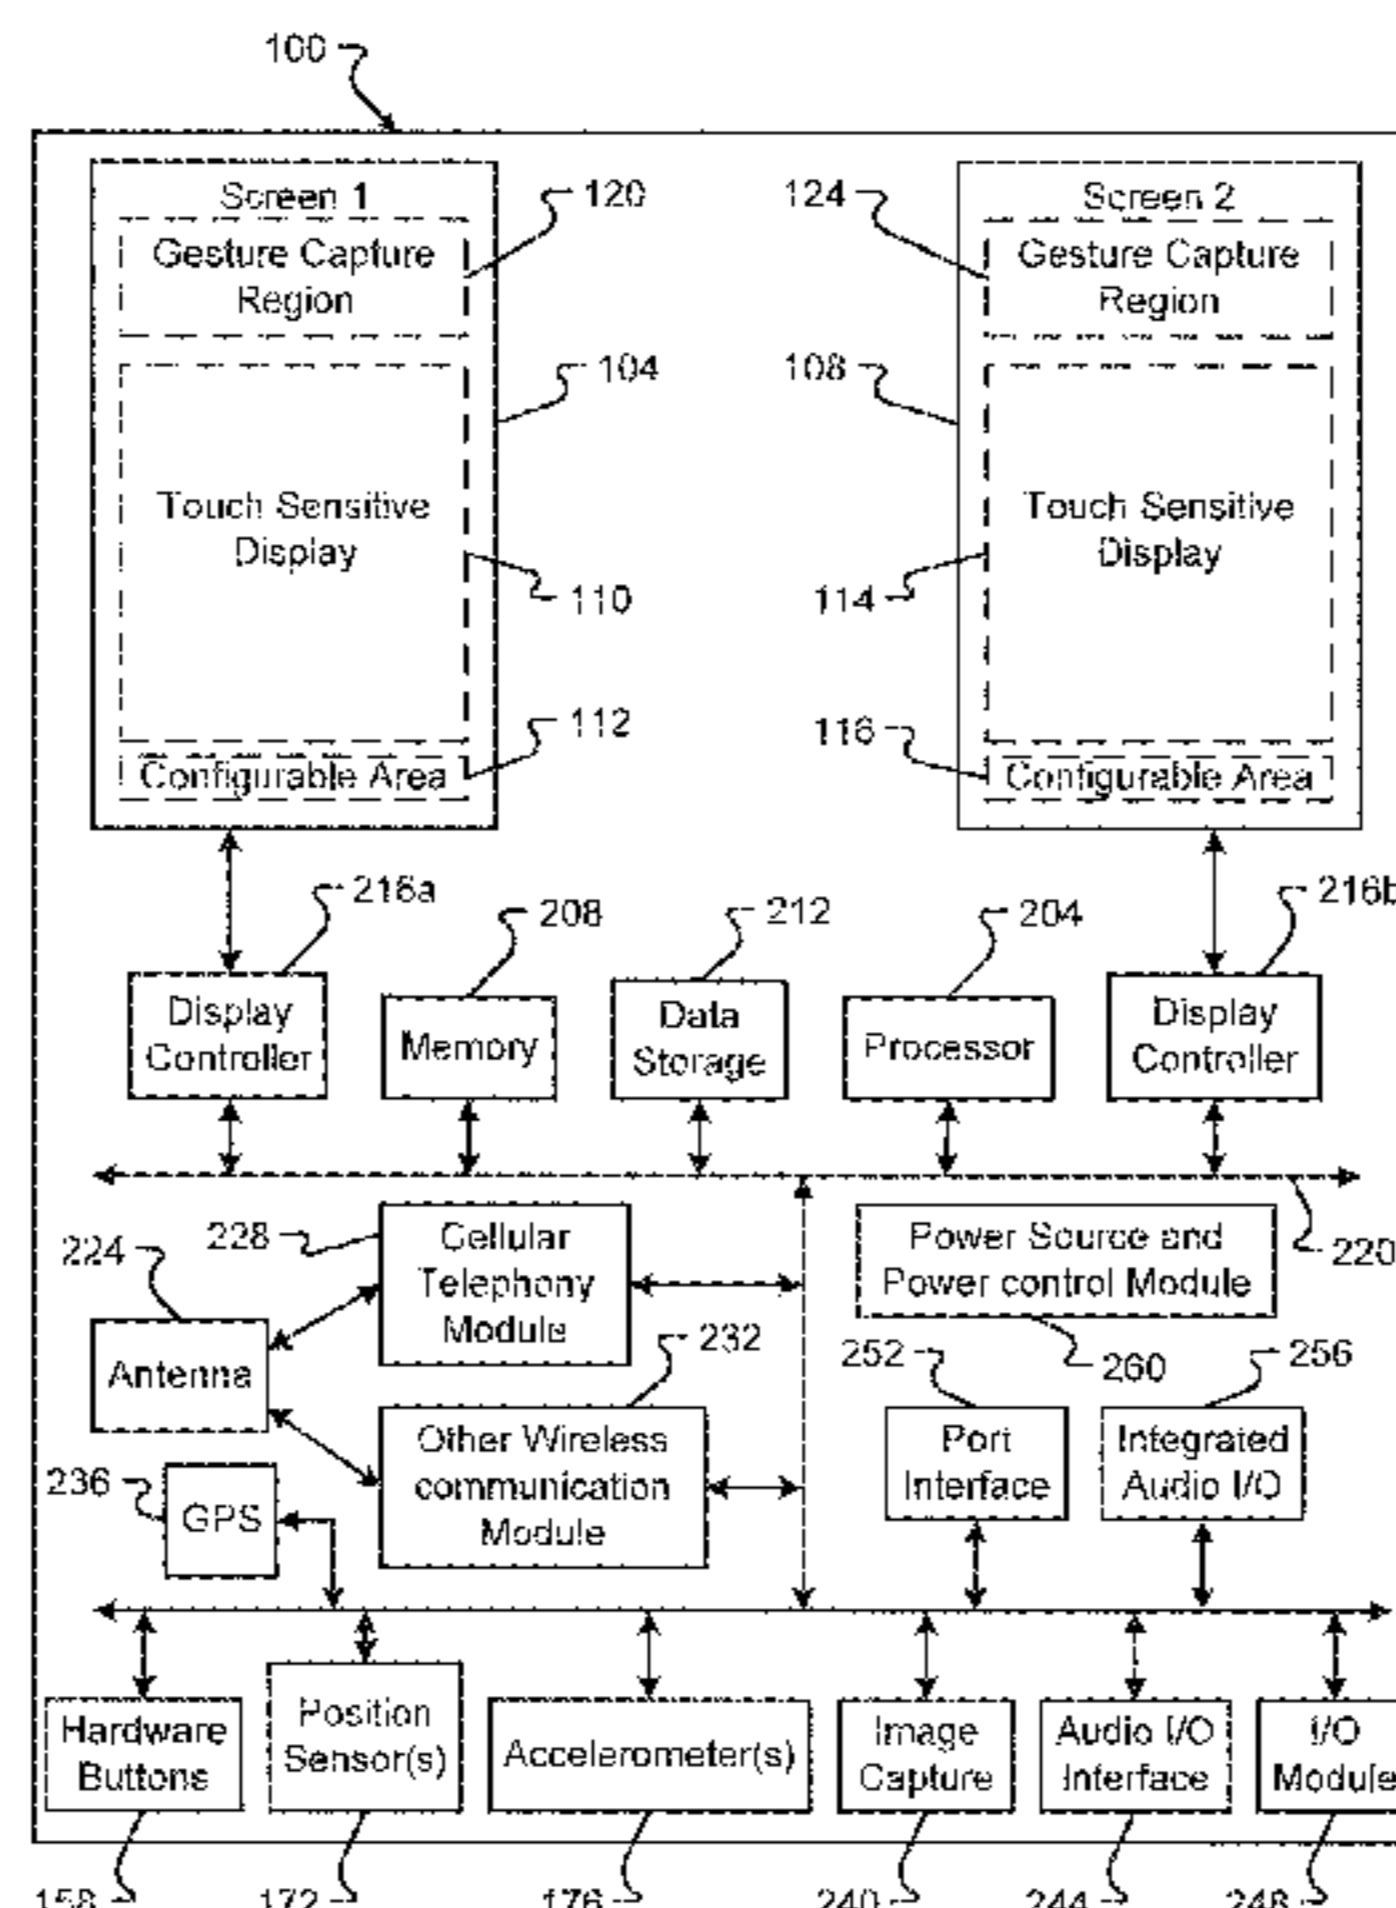 100
Screen 1
120
124
Screen 2
Gesture Capture
Region
Gesture Capture
Region
104
108
Touch Sensitive
Display
Touch Sensitive
Display
110
114
112
116
Configurable Area
Configurable Area
216a
208
212
204
216b
Display
Controller
Memory
Data
Storage
Processor
Display
Controller
228
Cellular
Telephony
Module
Power Source and
Power control Module
220
224
Antenna
232
252
260
256
Other Wireless
communication
Module
Port
Interface
Integrated
Audio I/O
236
GPS
Hardware
Buttons
Position
Sensor(s)
Accelerometer(s)
Image
Capture
Audio I/O
Interface
I/O
Module
158
172
176
240
244
248